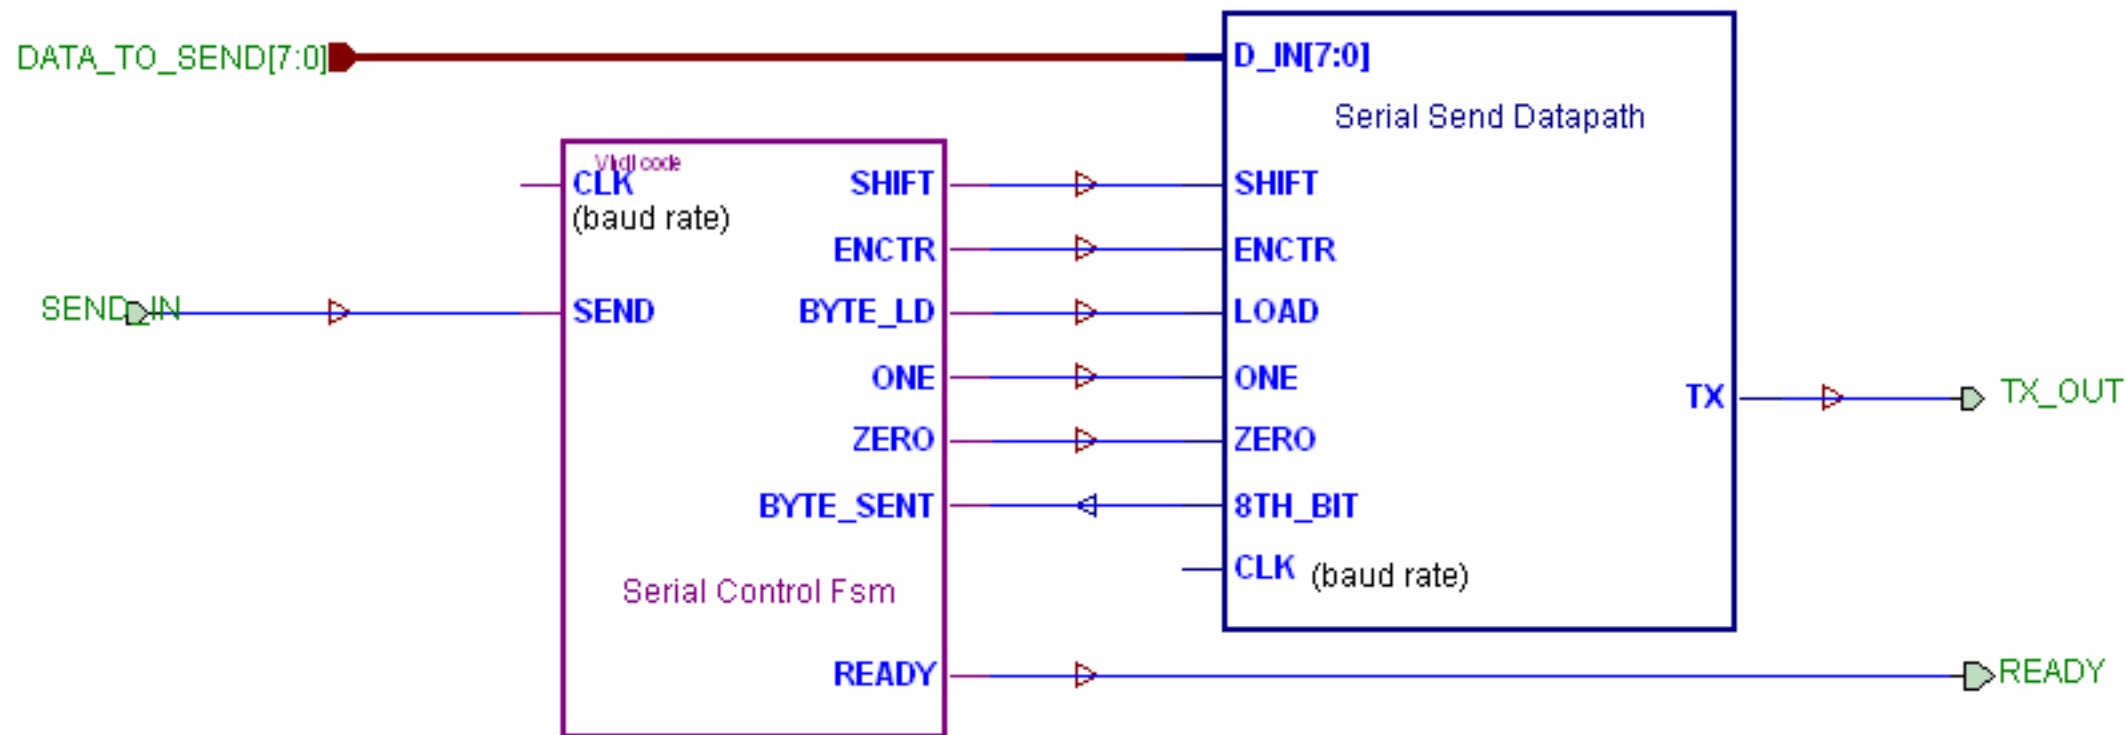 DATA_TO_SEND[7:0]
D_IN[7:0]
Serial Send Datapath
Vhdl code
CLK
(baud rate)
SHIFT
SHIFT
ENCTR
ENCTR
SEND_IN
SEND
BYTE_LD
LOAD
ONE
ONE
TX
TX_OUT
ZERO
ZERO
BYTE_SENT
8TH_BIT
CLK (baud rate)
Serial Control Fsm
READY
READY